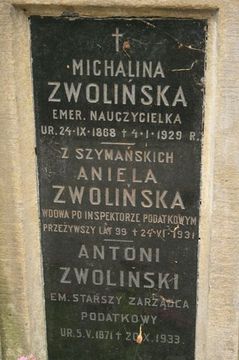 MICHALINA
ZWOLIŃSKA
EMER. NAUCZYCIELKA
UR. 24·IX·1868 ✝ 4·I·1929 R.
Z SZYMAŃSKICH
ANIELA
ZWOLIŃSKA
WDOWA PO INSPEKTORZE PODATKOWYM
PRZEŻYWSZY LAT 99 ✝ 24·VI·1931
ANTONI
ZWOLIŃSKI
EM. STARSZY ZARZĄDCA
PODATKOWY
UR. 5.V.1871 ✝ 20.X.1933.